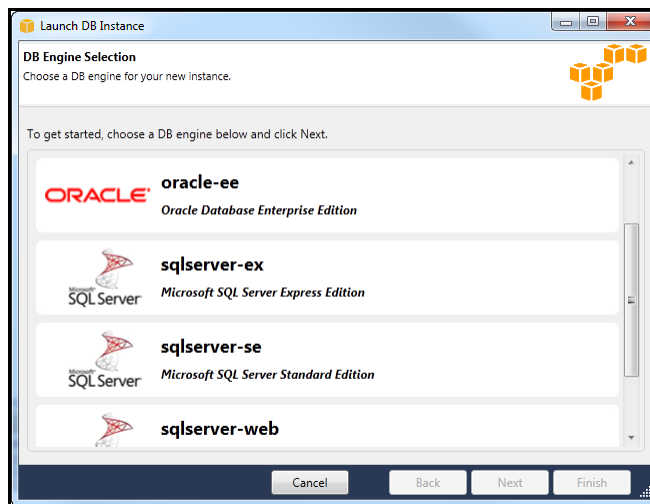 Launch DB Instance
DB Engine Selection
Choose a DB engine for your new instance.
To get started, choose a DB engine below and click Next.
ORACLE
oracle-ee
Oracle Database Enterprise Edition
Microsoft
SQL Server
sqlserver-ex
Microsoft SQL Server Express Edition
Microsoft
SQL Server
sqlserver-se
Microsoft SQL Server Standard Edition
sqlserver-web
Cancel
Back
Next
Finish